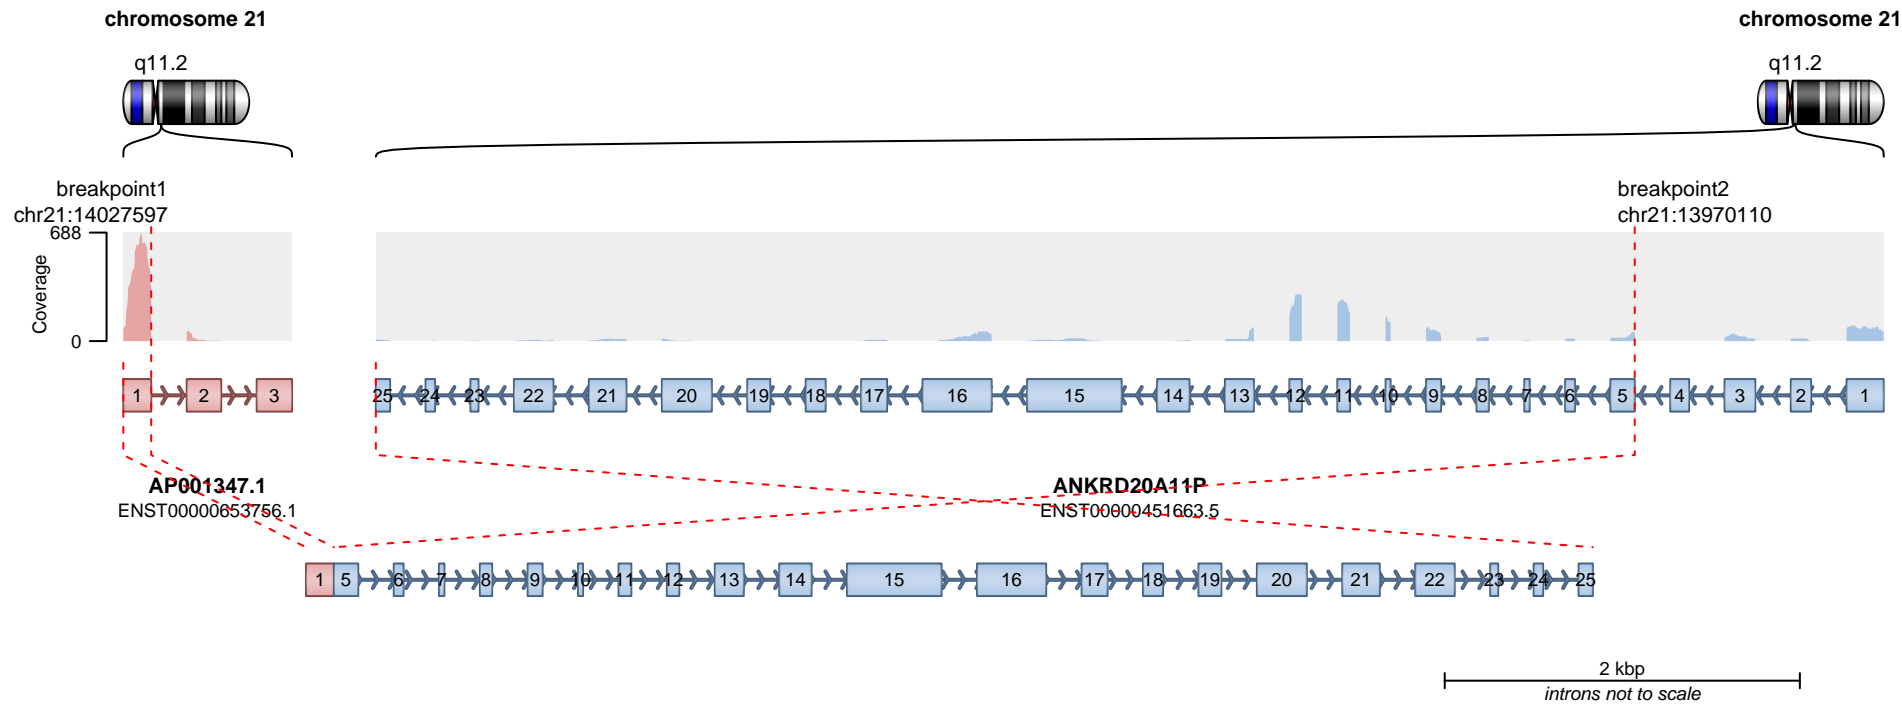 chromosome 21
chromosome 21
q11.2
q11.2
breakpoint1
chr21:14027597
breakpoint2
chr21:13970110
688
Coverage
0
1 2 3
25 24 23 22 21 20 19 18 17 16 15 14 13 12 11 10 9 8 7 6 5 4 3 2 1
AP001347.1
ENST00000653756.1
ANKRD20A11P
ENST00000451663.5
1 5 6 7 8 9 10 11 12 13 14 15 16 17 18 19 20 21 22 23 24 25
2 kbp
introns not to scale